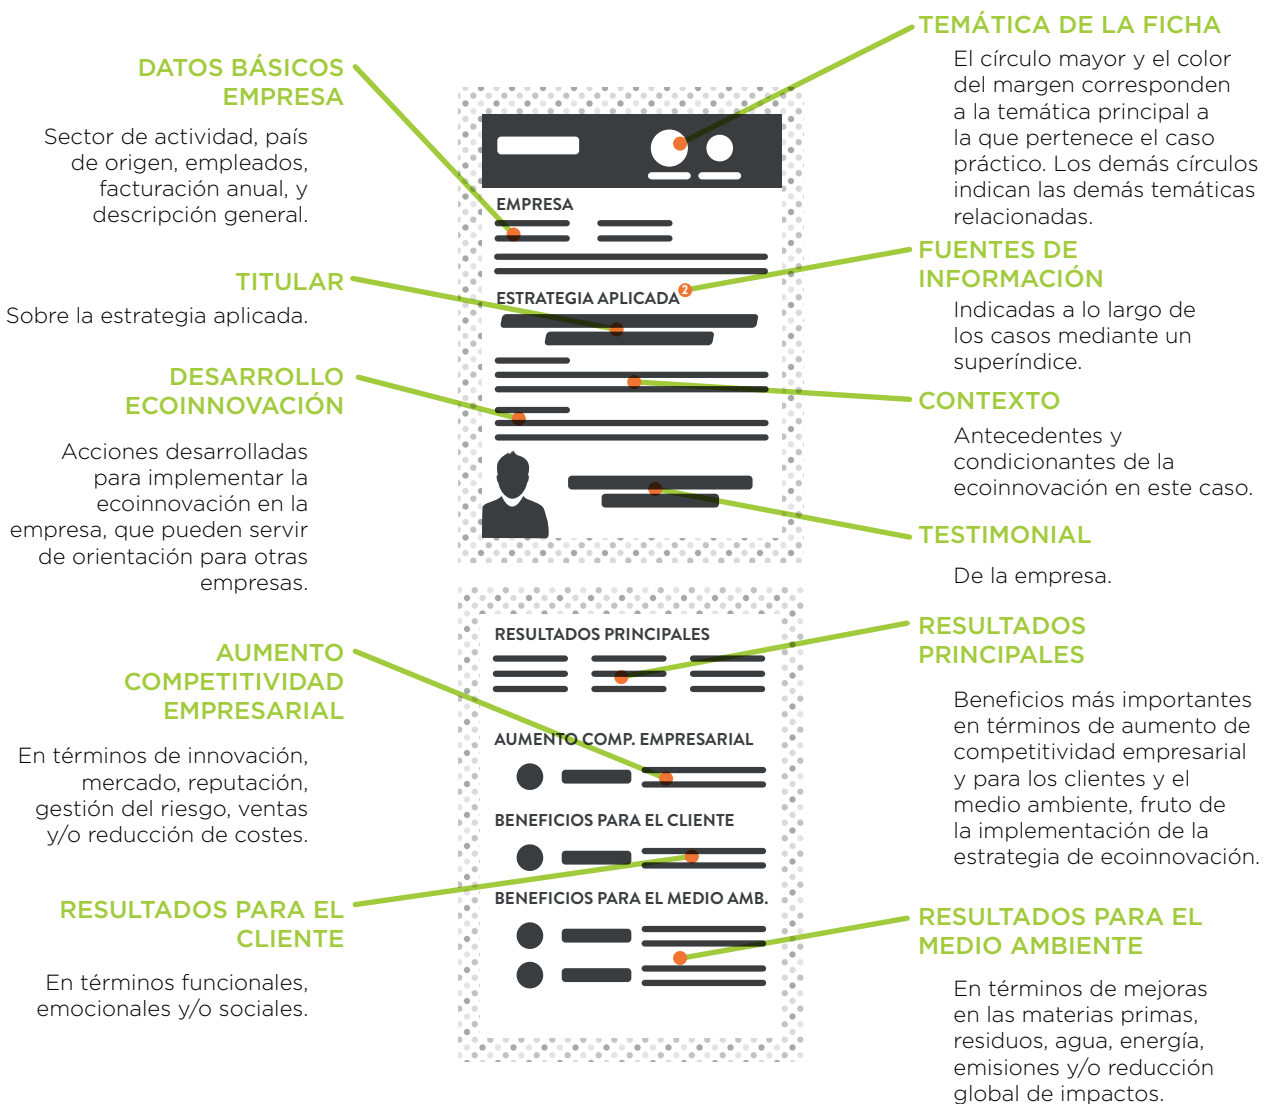 DATOS BÁSICOS
EMPRESA
Sector de actividad, país
de origen, empleados,
facturación anual, y
descripción general.
TITULAR
Sobre la estrategia aplicada.
DESARROLLO
ECOINNOVACIÓN
Acciones desarrolladas
para implementar la
ecoinnovación en la
empresa, que pueden servir
de orientación para otras
empresas.
AUMENTO
COMPETITIVIDAD
EMPRESARIAL
En términos de innovación,
mercado, reputación,
gestión del riesgo, ventas
y/o reducción de costes.
RESULTADOS PARA EL
CLIENTE
En términos funcionales,
emocionales y/o sociales.
EMPRESA
ESTRATEGIA APLICADA 2
RESULTADOS PRINCIPALES
AUMENTO COMP. EMPRESARIAL
BENEFICIOS PARA EL CLIENTE
BENEFICIOS PARA EL MEDIO AMB.
TEMÁTICA DE LA FICHA
El círculo mayor y el color
del margen corresponden
a la temática principal a
la que pertenece el caso
práctico. Los demás círculos
indican las demás temáticas
relacionadas.
FUENTES DE
INFORMACIÓN
Indicadas a lo largo de
los casos mediante un
superíndice.
CONTEXTO
Antecedentes y
condicionantes de la
ecoinnovación en este caso.
TESTIMONIAL
De la empresa.
RESULTADOS
PRINCIPALES
Beneficios más importantes
en términos de aumento de
competitividad empresarial
y para los clientes y el
medio ambiente, fruto de
la implementación de la
estrategia de ecoinnovación.
RESULTADOS PARA EL
MEDIO AMBIENTE
En términos de mejoras
en las materias primas,
residuos, agua, energía,
emisiones y/o reducción
global de impactos.